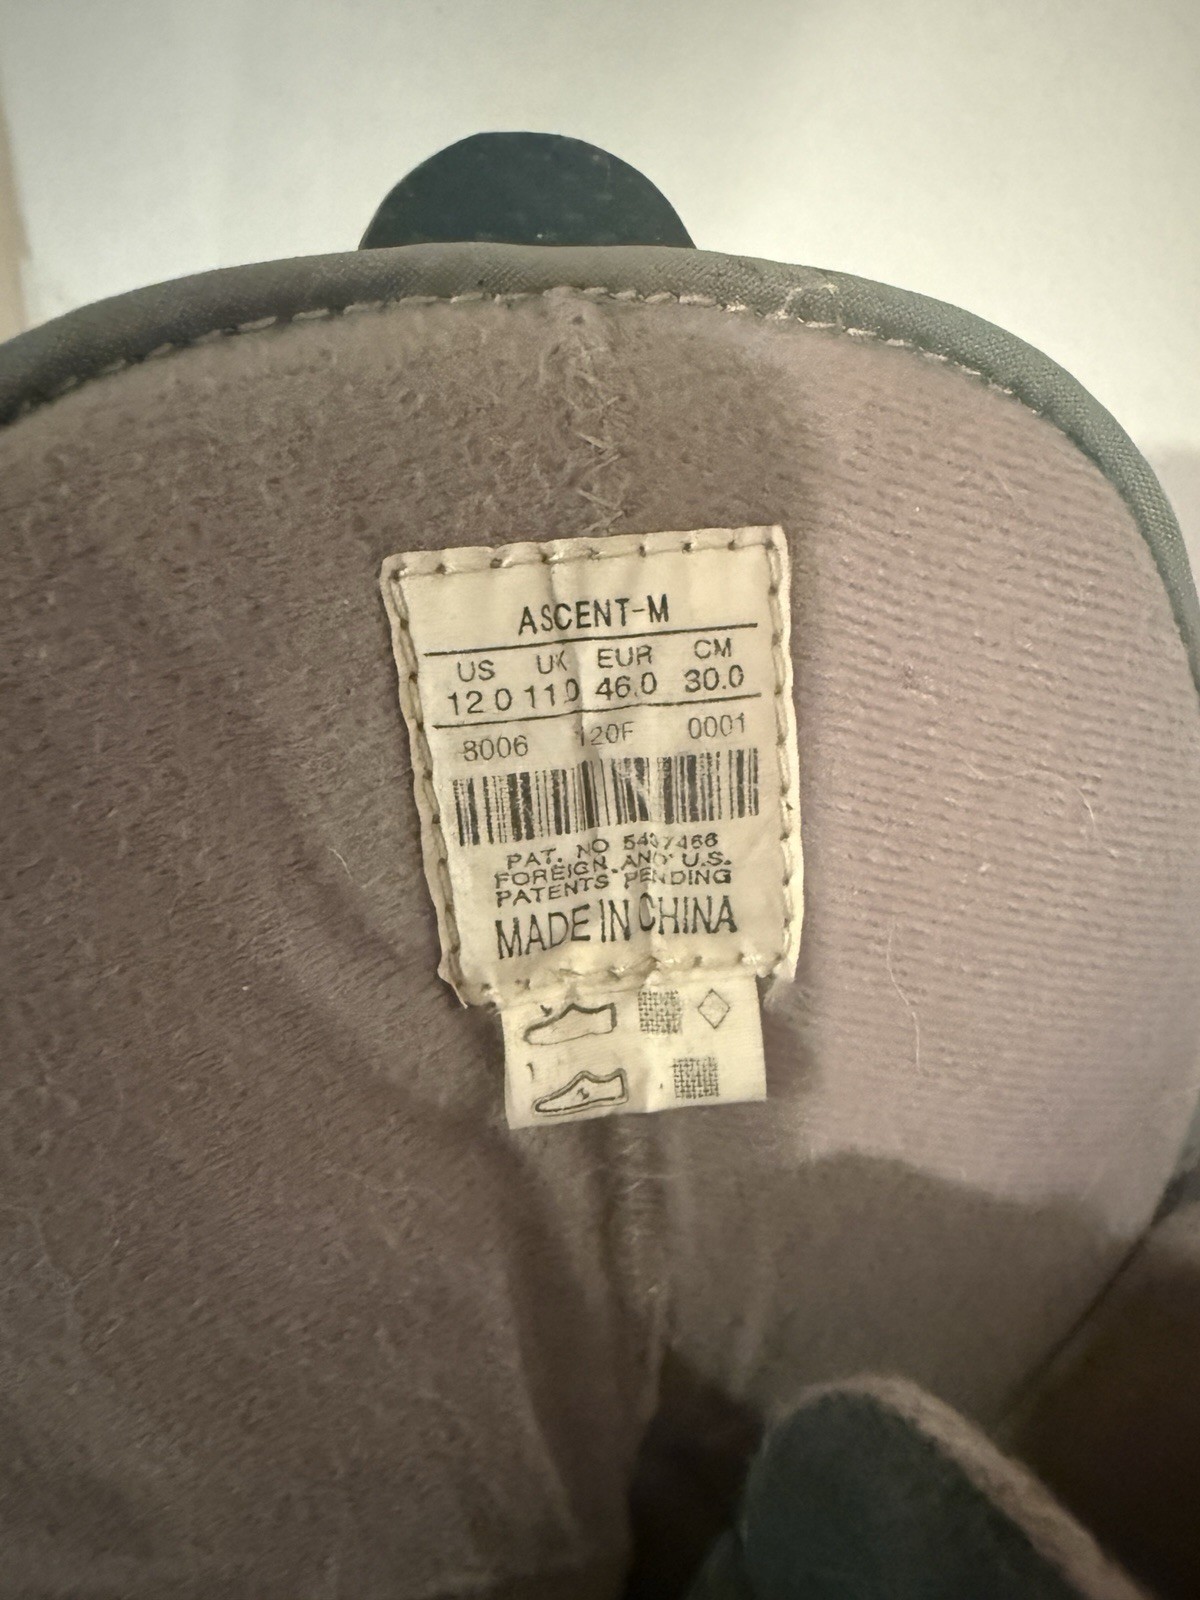 ASCENT-M
US UK EUR CM
12.0 11.0 46.0 30.0
8006 120F 0001
PAT. NO 5437466
FOREIGN AND U.S.
PATENTS PENDING
MADE IN CHINA